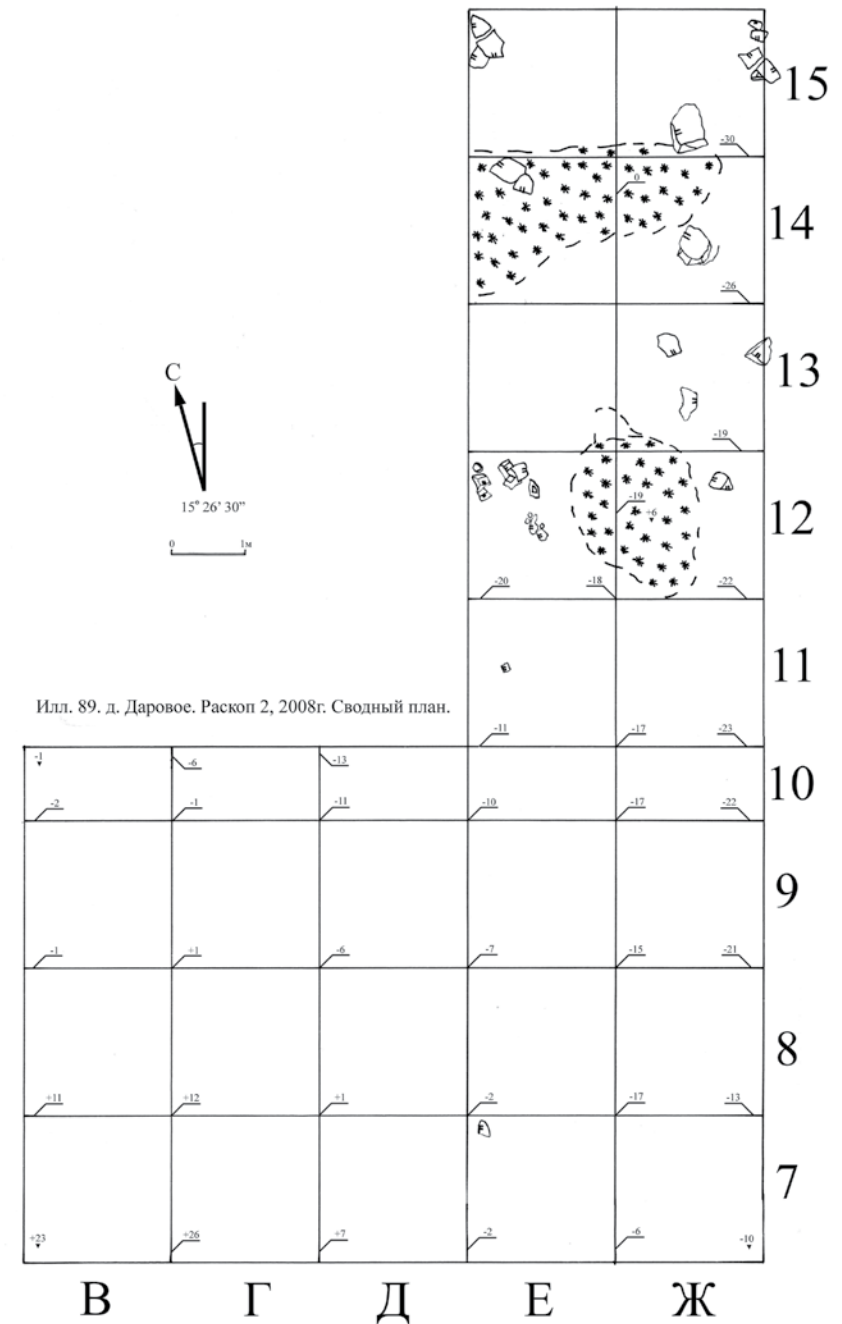 15
-30
0
14
-26
13
С
-19
15° 26' 30"
-19
+6
12
0 1м
-20 -18 -22
11
Илл. 89. д. Даровое. Раскоп 2, 2008г. Сводный план.
-11 -17 -23
-1 -6 -13
10
-2 -1 -11 -10 -17 -22
9
-1 +1 -6 -7 -15 -21
8
+11 +12 +1 -2 -17 -13
7
+23 +26 +7 -2 -6 -10
В Г Д Е Ж